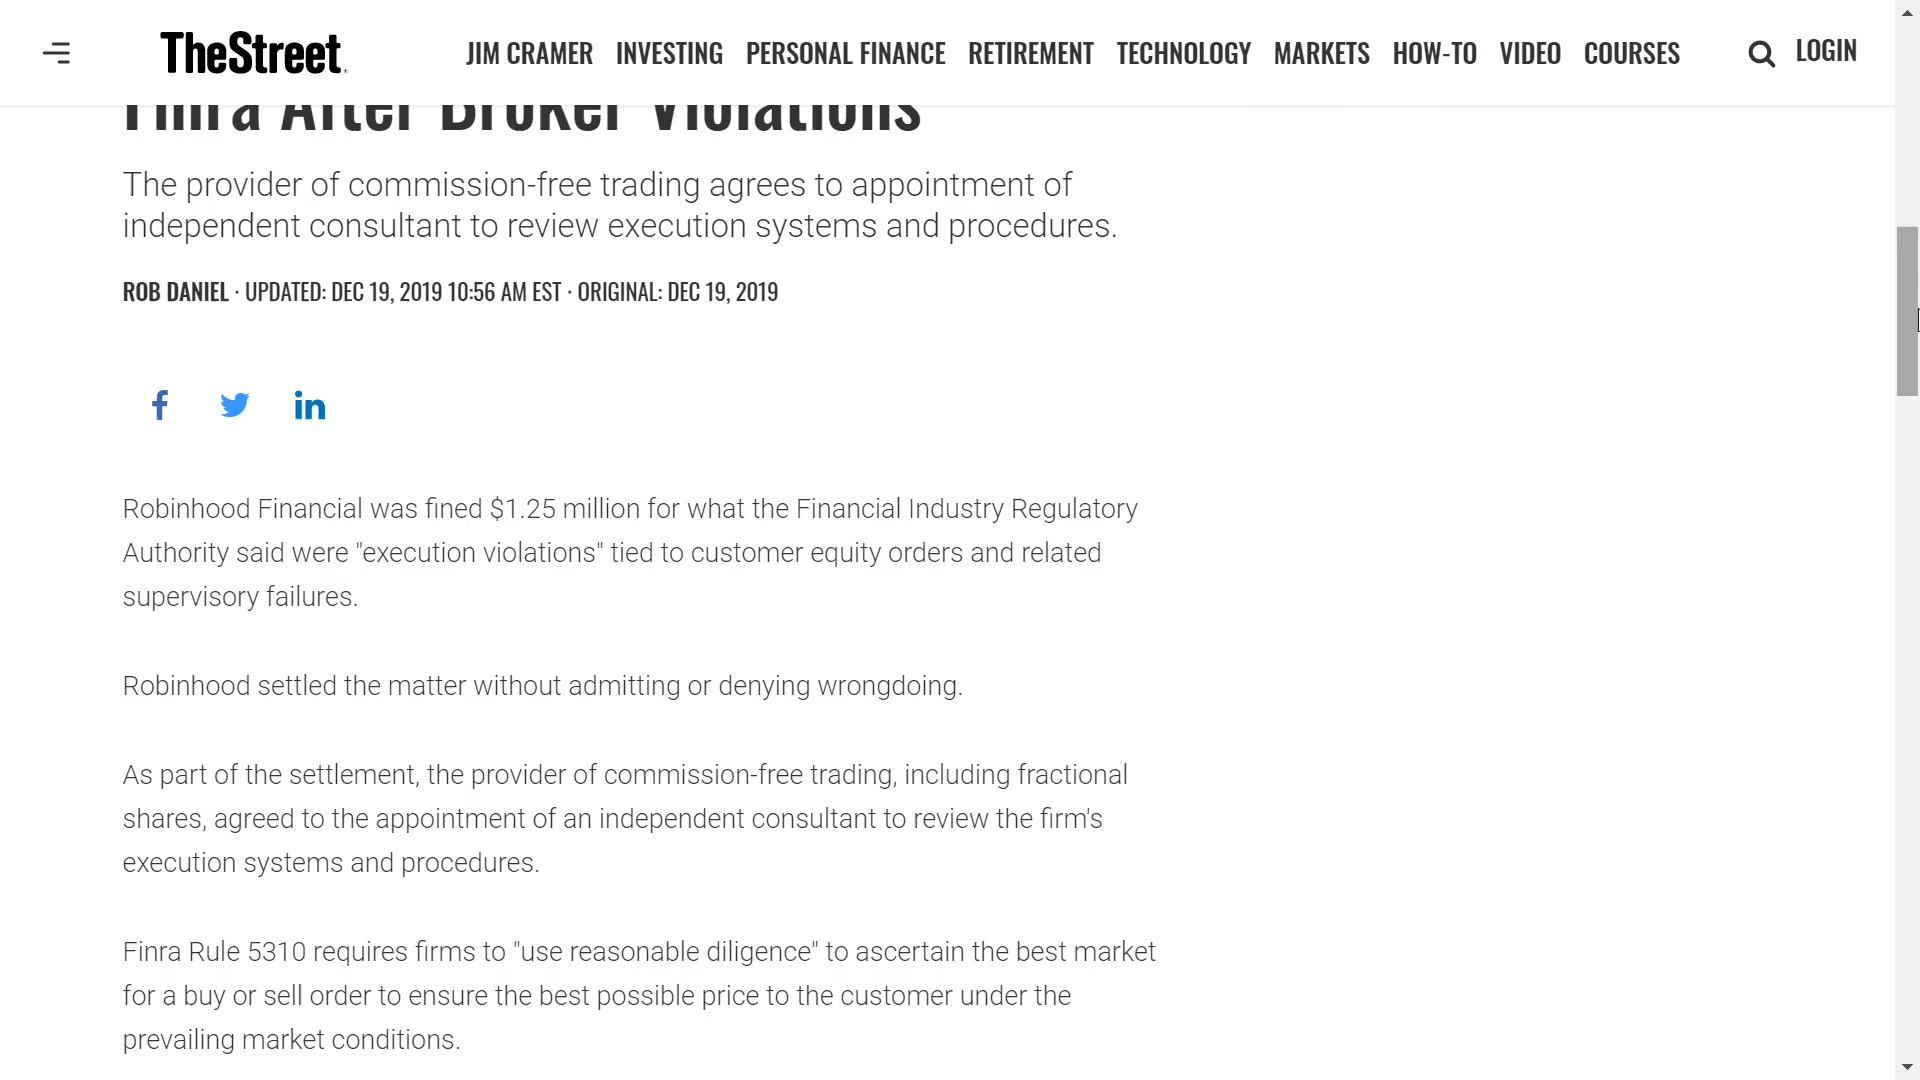 TheStreet
JIM CRAMER INVESTING PERSONAL FINANCE RETIREMENT TECHNOLOGY MARKETS HOW-TO VIDEO COURSES LOGIN
Finra After Broker Violations
The provider of commission-free trading agrees to appointment of
independent consultant to review execution systems and procedures.
ROB DANIEL · UPDATED: DEC 19, 2019 10:56 AM EST · ORIGINAL: DEC 19, 2019
Robinhood Financial was fined $1.25 million for what the Financial Industry Regulatory
Authority said were "execution violations" tied to customer equity orders and related
supervisory failures.
Robinhood settled the matter without admitting or denying wrongdoing.
As part of the settlement, the provider of commission-free trading, including fractional
shares, agreed to the appointment of an independent consultant to review the firm's
execution systems and procedures.
Finra Rule 5310 requires firms to "use reasonable diligence" to ascertain the best market
for a buy or sell order to ensure the best possible price to the customer under the
prevailing market conditions.